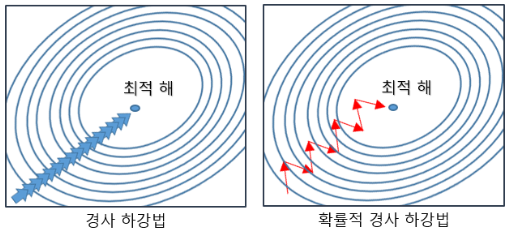 최적 해
최적 해
경사 하강법
확률적 경사 하강법